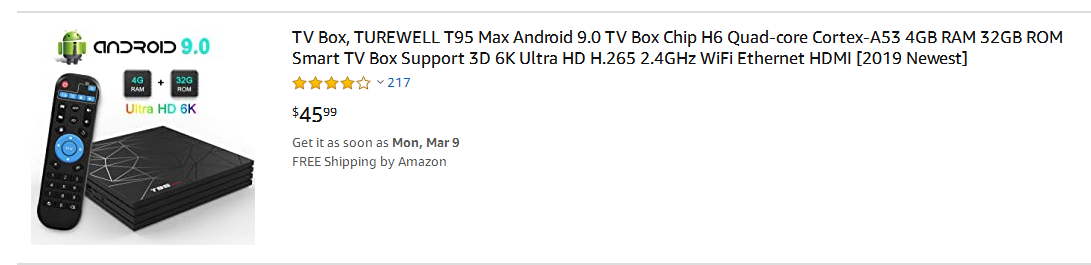 ANDROID 9.0
4G
RAM
+
32G
ROM
Ultra HD 6K
T95
TV Box, TUREWELL T95 Max Android 9.0 TV Box Chip H6 Quad-core Cortex-A53 4GB RAM 32GB ROM
Smart TV Box Support 3D 6K Ultra HD H.265 2.4GHz WiFi Ethernet HDMI [2019 Newest]
217
$4599
Get it as soon as Mon, Mar 9
FREE Shipping by Amazon